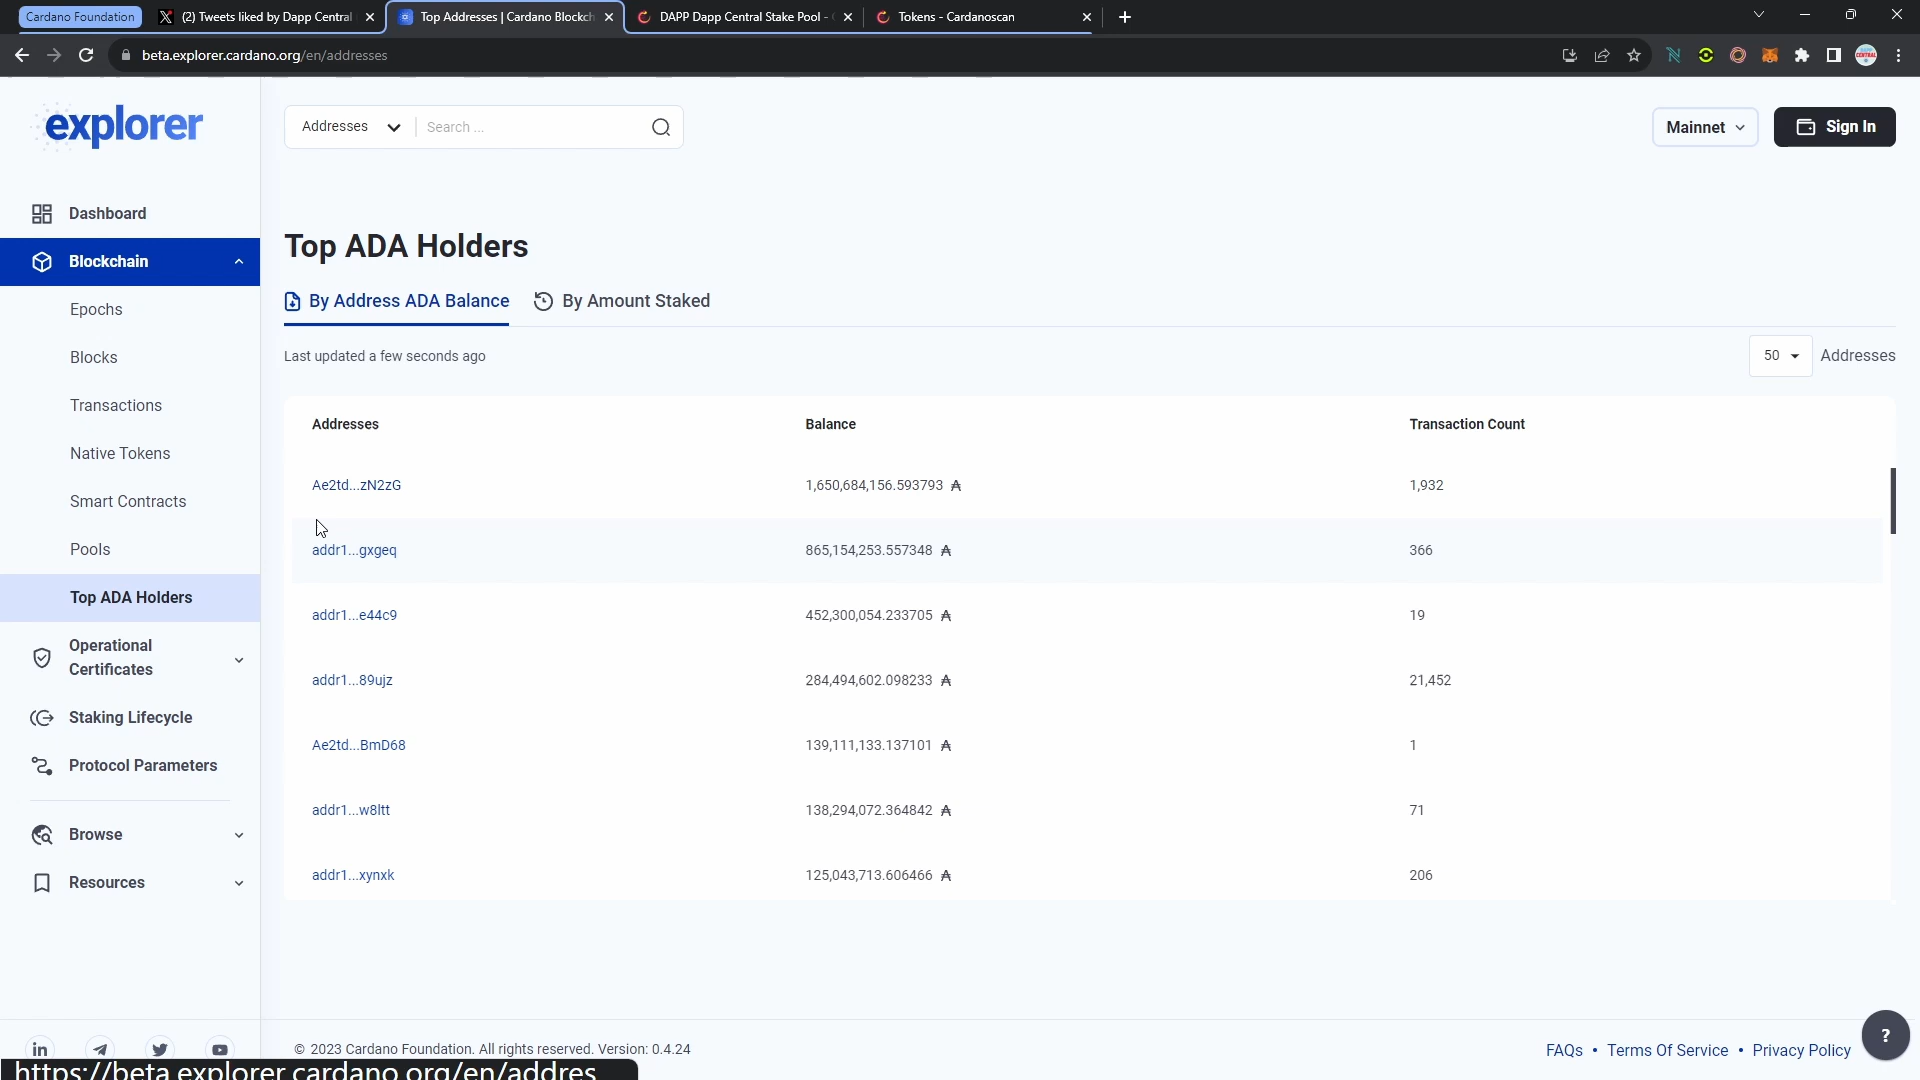 Cardano Foundation
(2) Tweets liked by Dapp Central
Top Addresses | Cardano Blockch
DAPP Dapp Central Stake Pool -
Tokens - Cardanoscan
beta.explorer.cardano.org/en/addresses
explorer
Addresses
Search ...
Mainnet
Sign In
Dashboard
Blockchain
Epochs
Blocks
Transactions
Native Tokens
Smart Contracts
Pools
Top ADA Holders
Operational
Certificates
Staking Lifecycle
Protocol Parameters
Browse
Resources
Top ADA Holders
By Address ADA Balance
By Amount Staked
Last updated a few seconds ago
50
Addresses
Addresses Balance Transaction Count
Ae2td...zN2zG 1,650,684,156.593793 ₳ 1,932
addr1...gxgeq 865,154,253.557348 ₳ 366
addr1...e44c9 452,300,054.233705 ₳ 19
addr1...89ujz 284,494,602.098233 ₳ 21,452
Ae2td...BmD68 139,111,133.137101 ₳ 1
addr1...w8ltt 138,294,072.364842 ₳ 71
addr1...xynxk 125,043,713.606466 ₳ 206
© 2023 Cardano Foundation. All rights reserved. Version: 0.4.24
FAQs • Terms Of Service • Privacy Policy
?
https://beta.explorer.cardano.org/en/addres